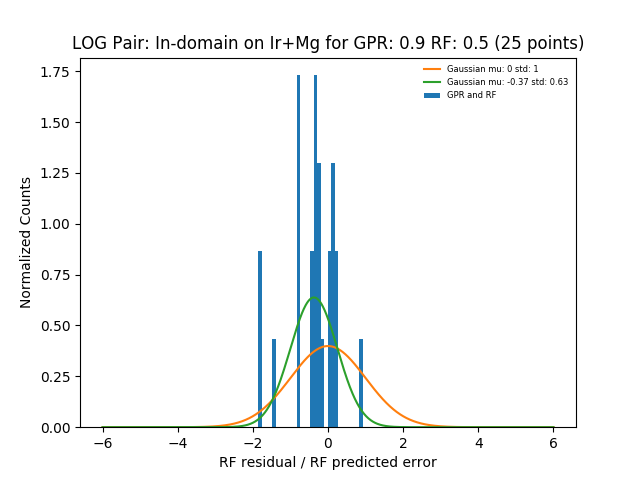 LOG Pair: In-domain on Ir+Mg for GPR: 0.9 RF: 0.5 (25 points)
Gaussian mu: 0 std: 1
Gaussian mu: -0.37 std: 0.63
GPR and RF
Normalized Counts
1.75
1.50
1.25
1.00
0.75
0.50
0.25
0.00
−6 −4 −2 0 2 4 6
RF residual / RF predicted error